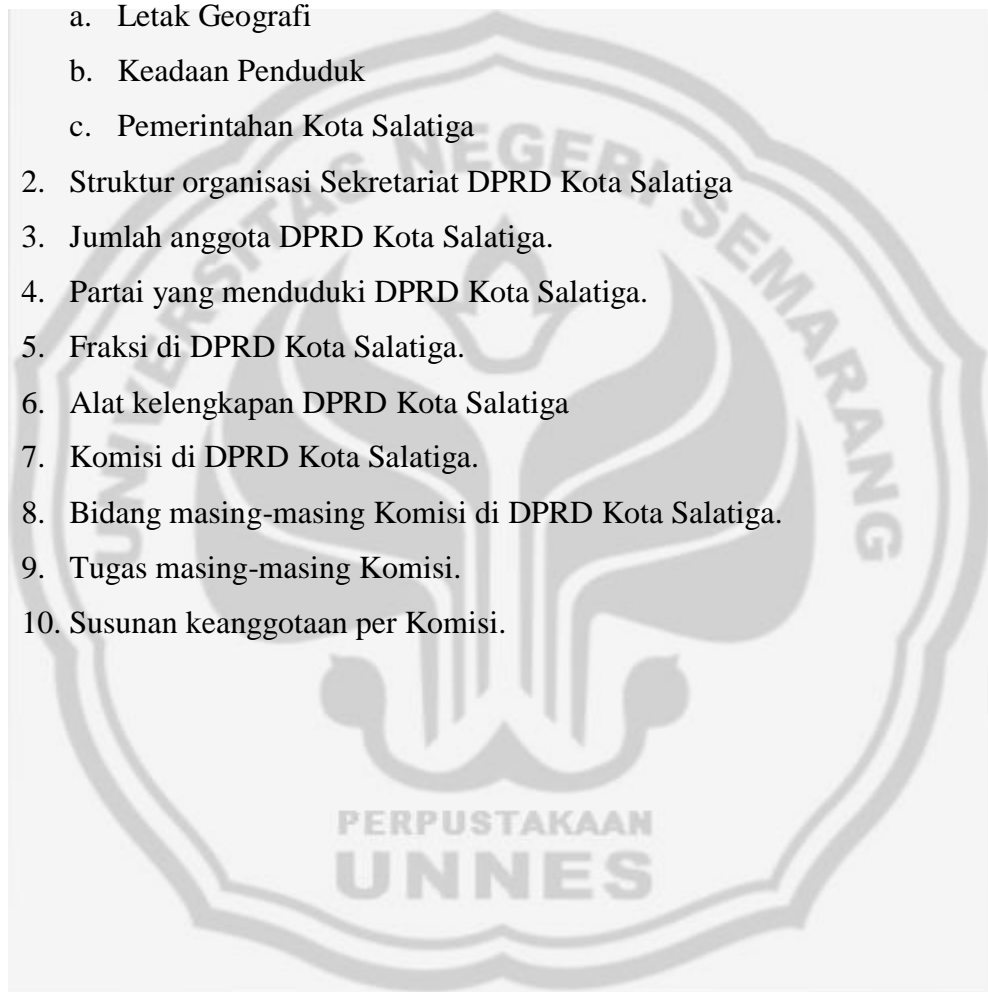 a. Letak Geografi
b. Keadaan Penduduk
c. Pemerintahan Kota Salatiga
2. Struktur organisasi Sekretariat DPRD Kota Salatiga
3. Jumlah anggota DPRD Kota Salatiga.
4. Partai yang menduduki DPRD Kota Salatiga.
5. Fraksi di DPRD Kota Salatiga.
6. Alat kelengkapan DPRD Kota Salatiga
7. Komisi di DPRD Kota Salatiga.
8. Bidang masing-masing Komisi di DPRD Kota Salatiga.
9. Tugas masing-masing Komisi.
10. Susunan keanggotaan per Komisi.
UNIVERSITAS NEGERI SEMARANG
PERPUSTAKAAN
UNNES